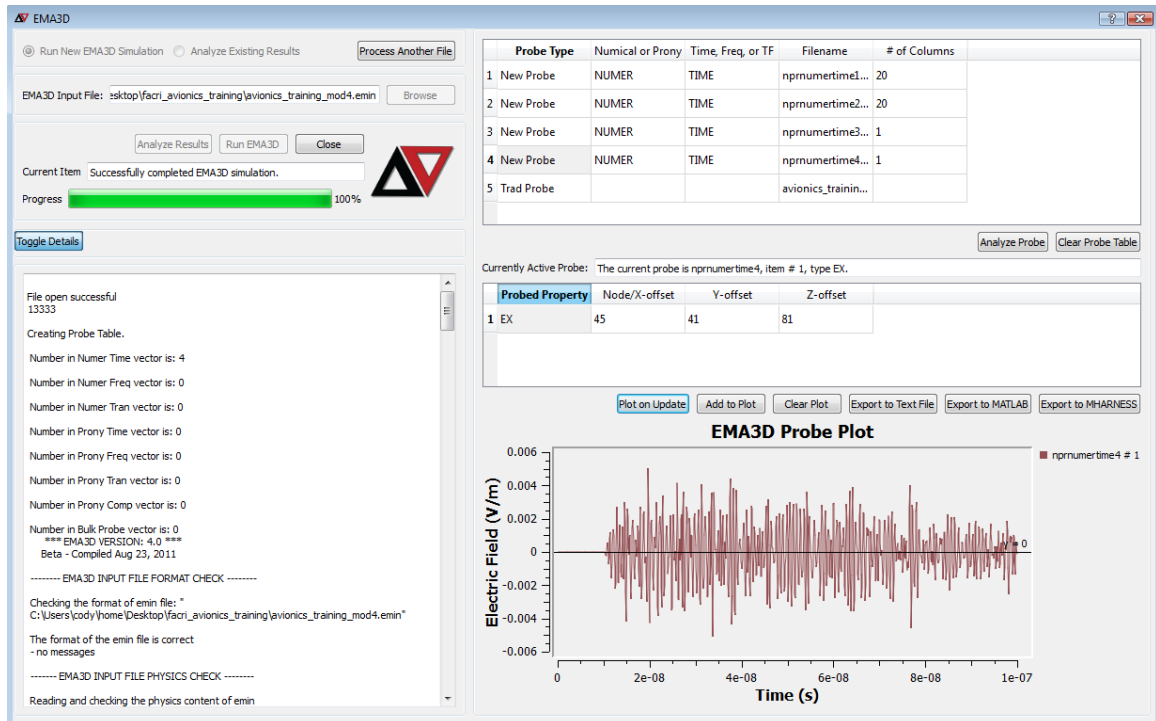 EMA3D
Run New EMA3D Simulation Analyze Existing Results Process Another File
EMA3D Input File: esktop\facri_avionics_training\avionics_training_mod4.emin Browse
Analyze Results Run EMA3D Close
Current Item Successfully completed EMA3D simulation.
Progress 100%
Toggle Details
File open successful
13333
Creating Probe Table.
Number in Numer Time vector is: 4
Number in Numer Freq vector is: 0
Number in Numer Tran vector is: 0
Number in Prony Time vector is: 0
Number in Prony Freq vector is: 0
Number in Prony Tran vector is: 0
Number in Prony Comp vector is: 0
Number in Bulk Probe vector is: 0
*** EMA3D VERSION: 4.0 ***
Beta - Compiled Aug 23, 2011
-------- EMA3D INPUT FILE FORMAT CHECK --------
Checking the format of emin file: "
C:\Users\cody\home\Desktop\facri_avionics_training\avionics_training_mod4.emin"
The format of the emin file is correct
- no messages
------- EMA3D INPUT FILE PHYSICS CHECK --------
Reading and checking the physics content of emin
Probe Type Numical or Prony Time, Freq, or TF Filename # of Columns
1 New Probe NUMER TIME nprnumertime1... 20
2 New Probe NUMER TIME nprnumertime2... 20
3 New Probe NUMER TIME nprnumertime3... 1
4 New Probe NUMER TIME nprnumertime4... 1
5 Trad Probe avionics_trainin...
Analyze Probe Clear Probe Table
Currently Active Probe: The current probe is nprnumertime4, item # 1, type EX.
Probed Property Node/X-offset Y-offset Z-offset
1 EX 45 41 81
Plot on Update Add to Plot Clear Plot Export to Text File Export to MATLAB Export to MHARNESS
EMA3D Probe Plot
nprnumertime4 # 1
Electric Field (V/m)
0.006
0.004
0.002
0
-0.002
-0.004
-0.006
y = 0
0 2e-08 4e-08 6e-08 8e-08 1e-07
Time (s)